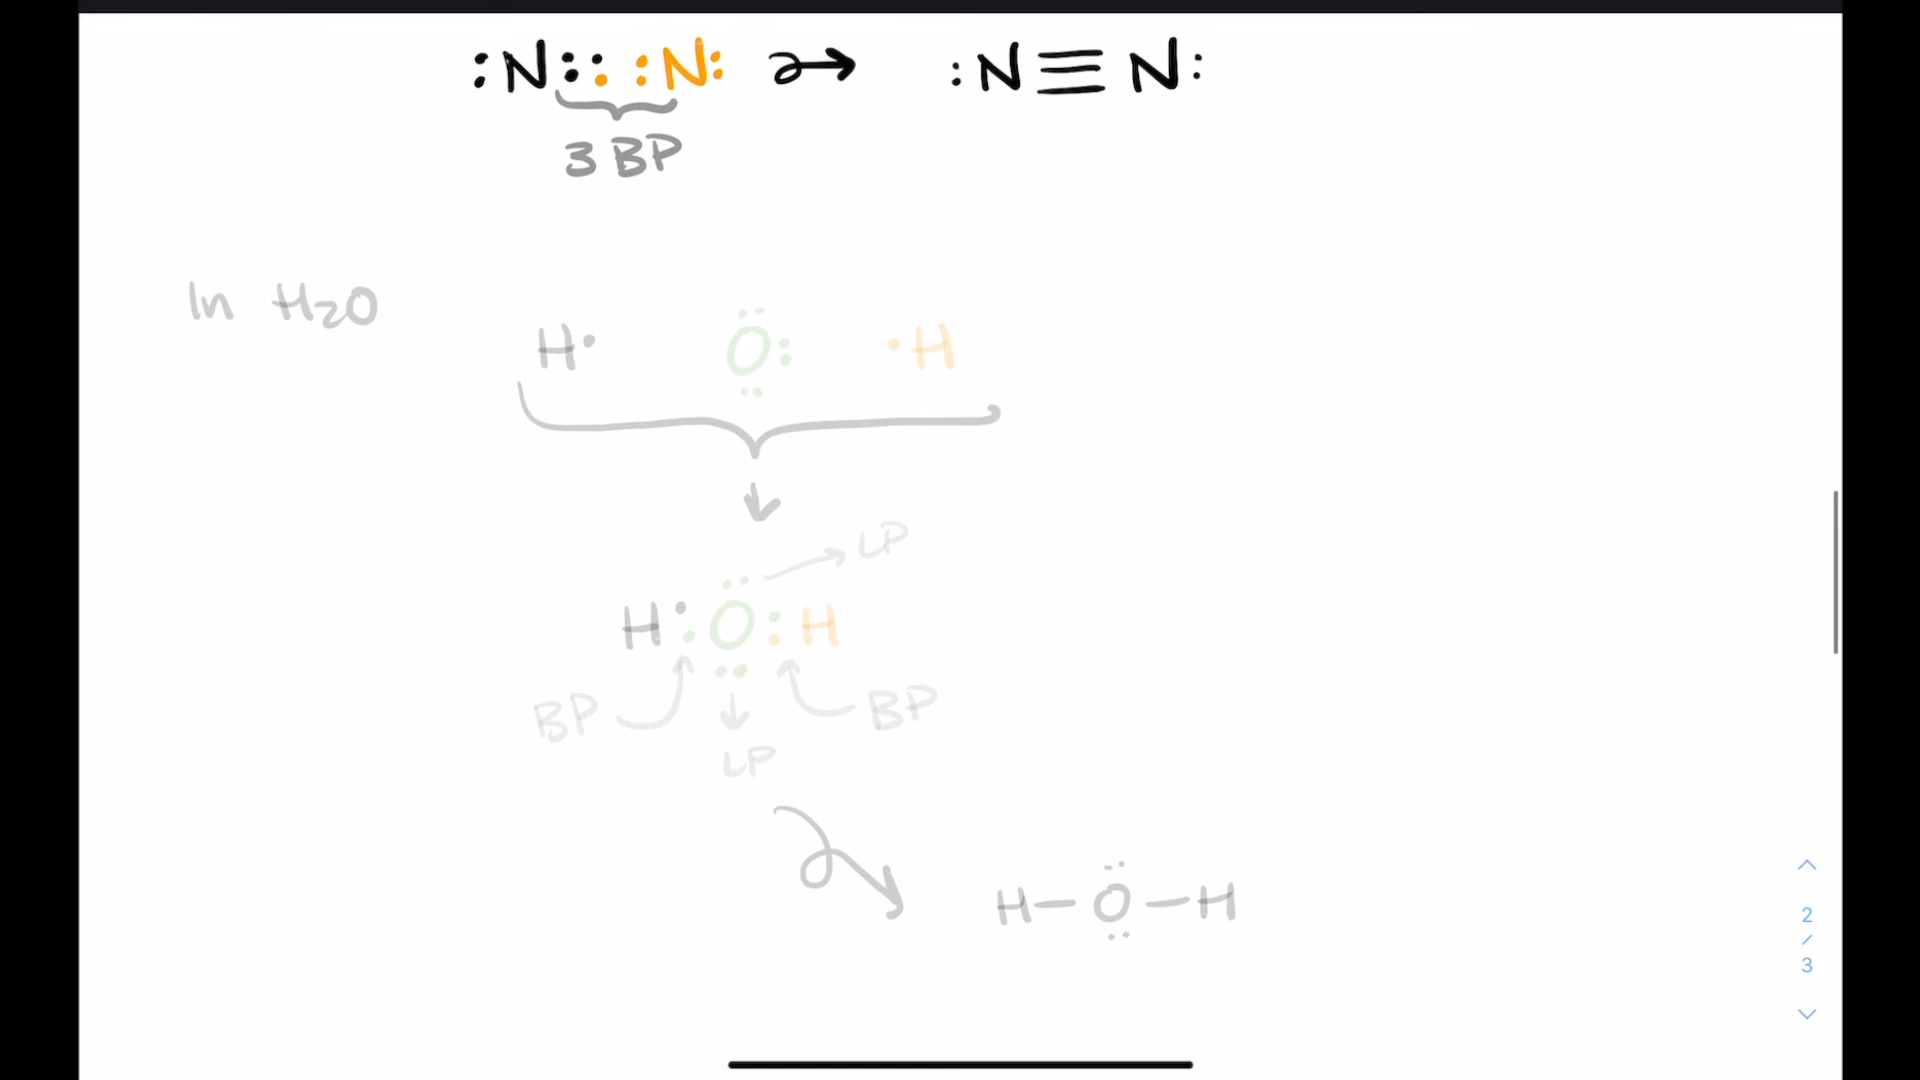 :N::  :N: → :N≡N:
3 BP
In H2O
H·  :Ö:  ·H
LP
H:Ö:H
BP  BP
LP
H–Ö–H
2
/
3